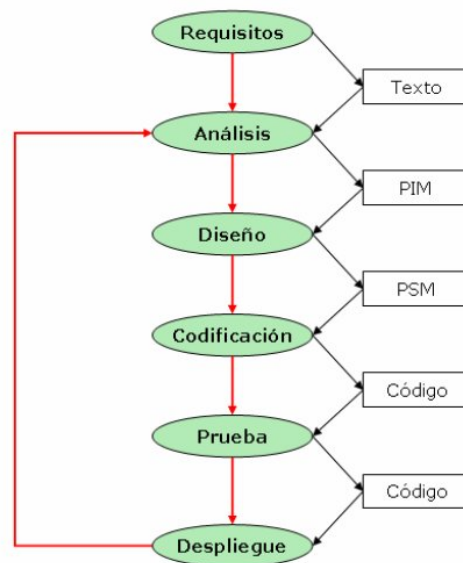 Requisitos
Texto
Análisis
PIM
Diseño
PSM
Codificación
Código
Prueba
Código
Despliegue